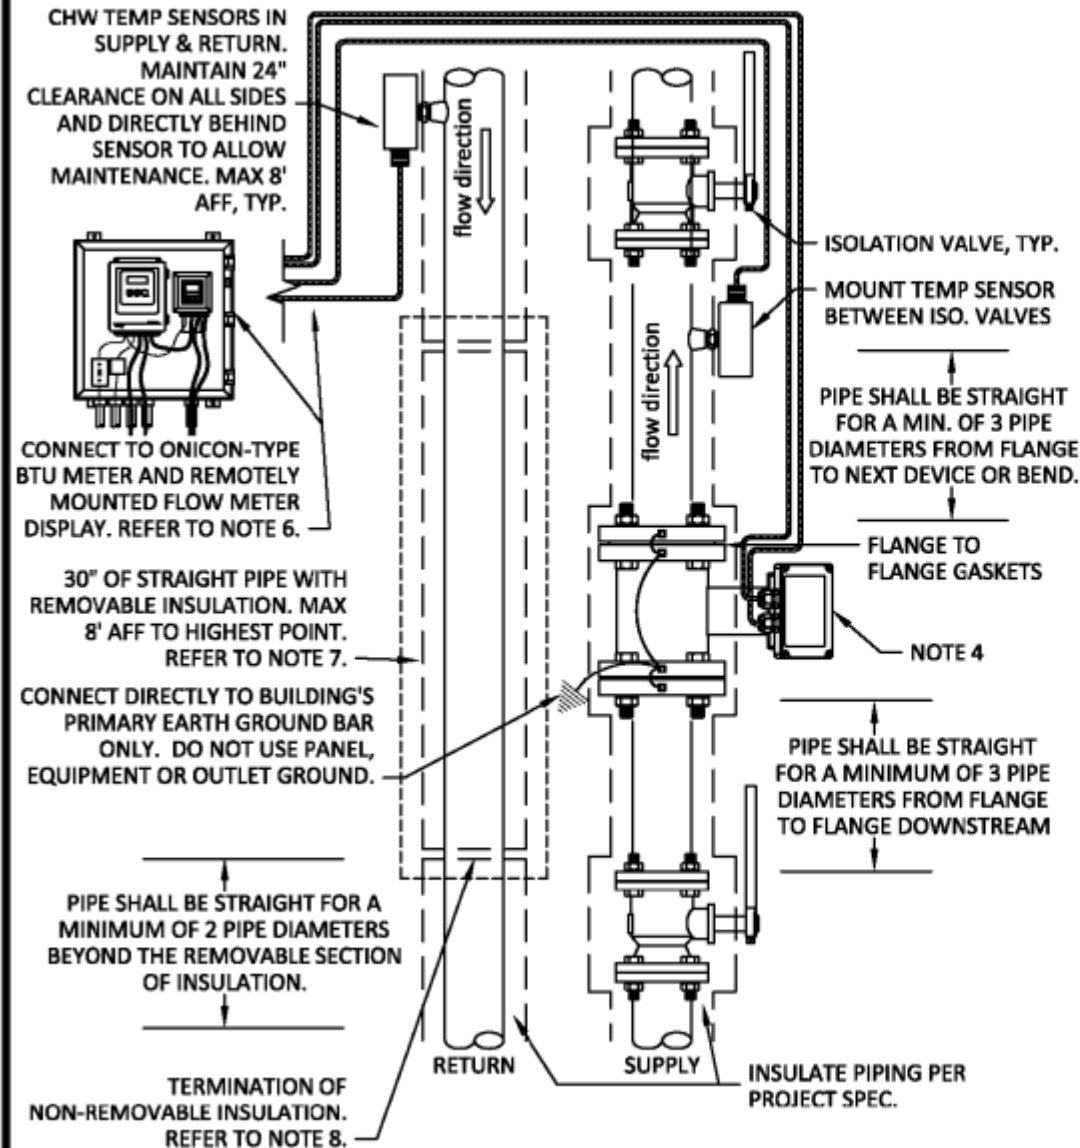 CHW TEMP SENSORS IN
SUPPLY & RETURN.
MAINTAIN 24"
CLEARANCE ON ALL SIDES
AND DIRECTLY BEHIND
SENSOR TO ALLOW
MAINTENANCE. MAX 8'
AFF, TYP.
flow direction
ISOLATION VALVE, TYP.
MOUNT TEMP SENSOR
BETWEEN ISO. VALVES
flow direction
PIPE SHALL BE STRAIGHT
FOR A MIN. OF 3 PIPE
DIAMETERS FROM FLANGE
TO NEXT DEVICE OR BEND.
CONNECT TO ONICON-TYPE
BTU METER AND REMOTELY
MOUNTED FLOW METER
DISPLAY. REFER TO NOTE 6.
FLANGE TO
FLANGE GASKETS
30" OF STRAIGHT PIPE WITH
REMOVABLE INSULATION. MAX
8' AFF TO HIGHEST POINT.
REFER TO NOTE 7.
NOTE 4
CONNECT DIRECTLY TO BUILDING'S
PRIMARY EARTH GROUND BAR
ONLY. DO NOT USE PANEL,
EQUIPMENT OR OUTLET GROUND.
PIPE SHALL BE STRAIGHT
FOR A MINIMUM OF 3 PIPE
DIAMETERS FROM FLANGE
TO FLANGE DOWNSTREAM
PIPE SHALL BE STRAIGHT FOR A
MINIMUM OF 2 PIPE DIAMETERS
BEYOND THE REMOVABLE SECTION
OF INSULATION.
RETURN
SUPPLY
INSULATE PIPING PER
PROJECT SPEC.
TERMINATION OF
NON-REMOVABLE INSULATION.
REFER TO NOTE 8.